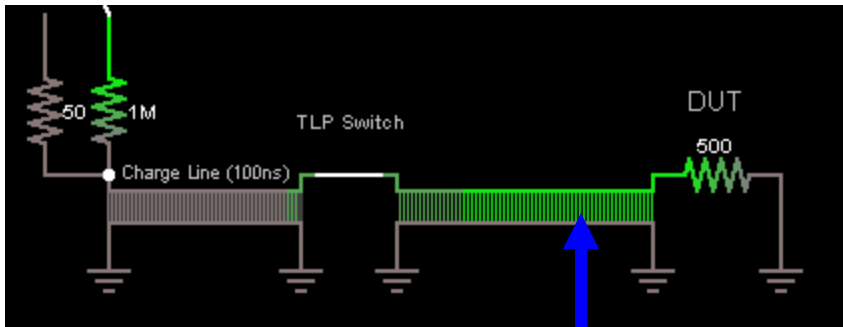 DUT
50
1M
TLP Switch
500
Charge Line (100ns)